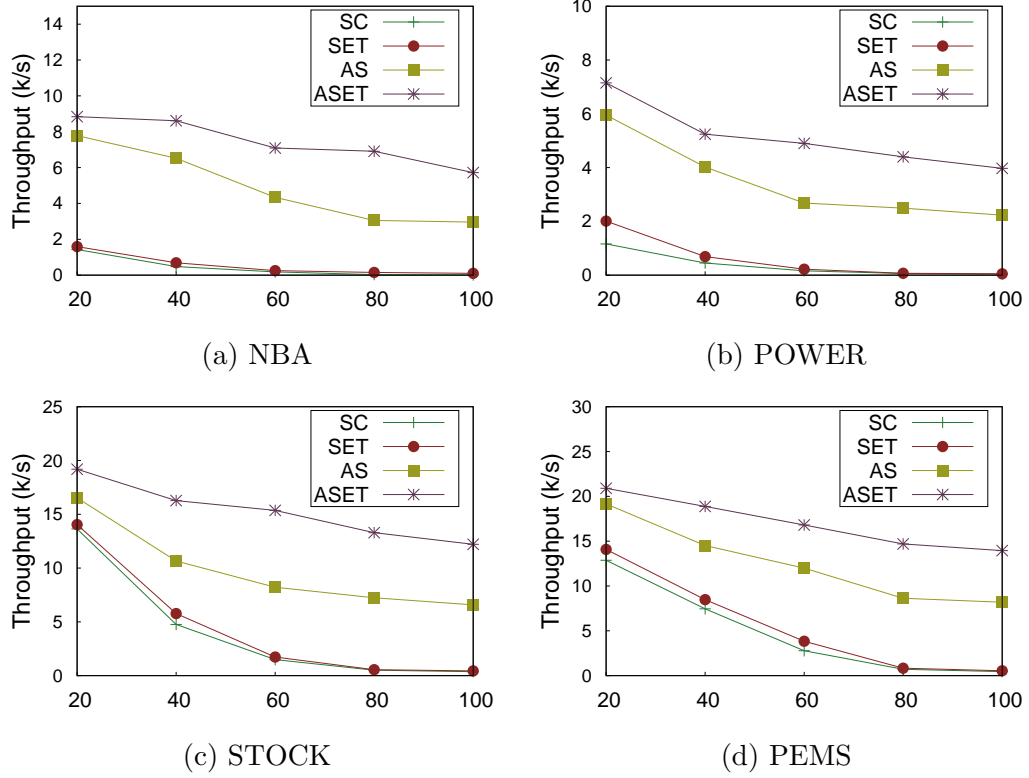 14
12
10
8
6
4
2
0
20 40 60 80 100
Throughput (k/s)
SC
SET
AS
ASET
(a) NBA
10
8
6
4
2
0
20 40 60 80 100
Throughput (k/s)
SC
SET
AS
ASET
(b) POWER
25
20
15
10
5
0
20 40 60 80 100
Throughput (k/s)
SC
SET
AS
ASET
(c) STOCK
30
25
20
15
10
5
0
20 40 60 80 100
Throughput (k/s)
SC
SET
AS
ASET
(d) PEMS